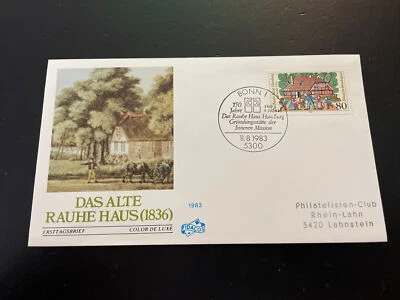 BONN 1
150
Jahre
Das Rauhe Haus Hamburg
Gründungsstätte der
Inneren Mission
11.8.1983
5300
80
DAS ALTE
RAUHE HAUS (1836)
ERSTTAGSBRIEF
COLOR DE LUXE
1983
Philatelisten-Club
Rhein-Lahn
5420 Lahnstein